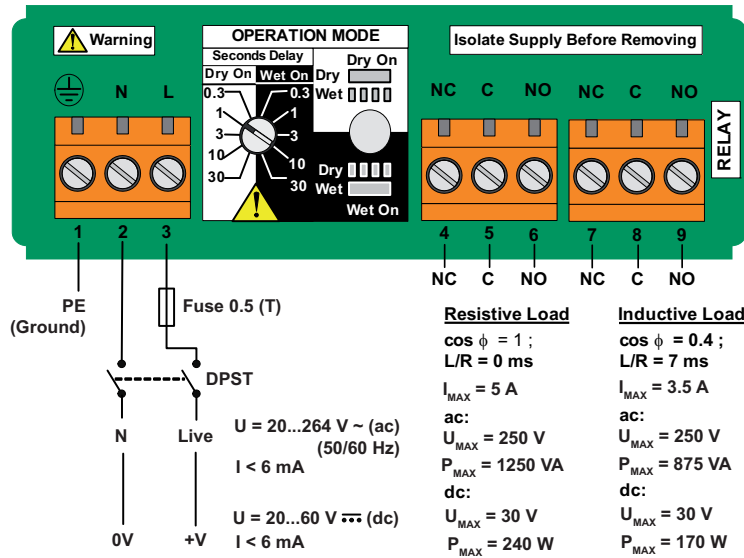 Warning
OPERATION MODE
Isolate Supply Before Removing
Seconds Delay
Dry On Wet On
Dry On
Dry
Wet
0.3 0.3
1 1
3 3
10 10
30 30
Dry
Wet
Wet On
N L
NC C NO NC C NO
RELAY
1 2 3 4 5 6 7 8 9
NC C NO NC C NO
PE
(Ground)
Fuse 0.5 (T)
DPST
N Live
U = 20...264 V ~ (ac)
(50/60 Hz)
I < 6 mA
0V +V
U = 20...60 V ⎓ (dc)
I < 6 mA
Resistive Load
cos ϕ = 1 ;
L/R = 0 ms
IMAX = 5 A
ac:
UMAX = 250 V
PMAX = 1250 VA
dc:
UMAX = 30 V
PMAX = 240 W
Inductive Load
cos ϕ = 0.4 ;
L/R = 7 ms
IMAX = 3.5 A
ac:
UMAX = 250 V
PMAX = 875 VA
dc:
UMAX = 30 V
PMAX = 170 W